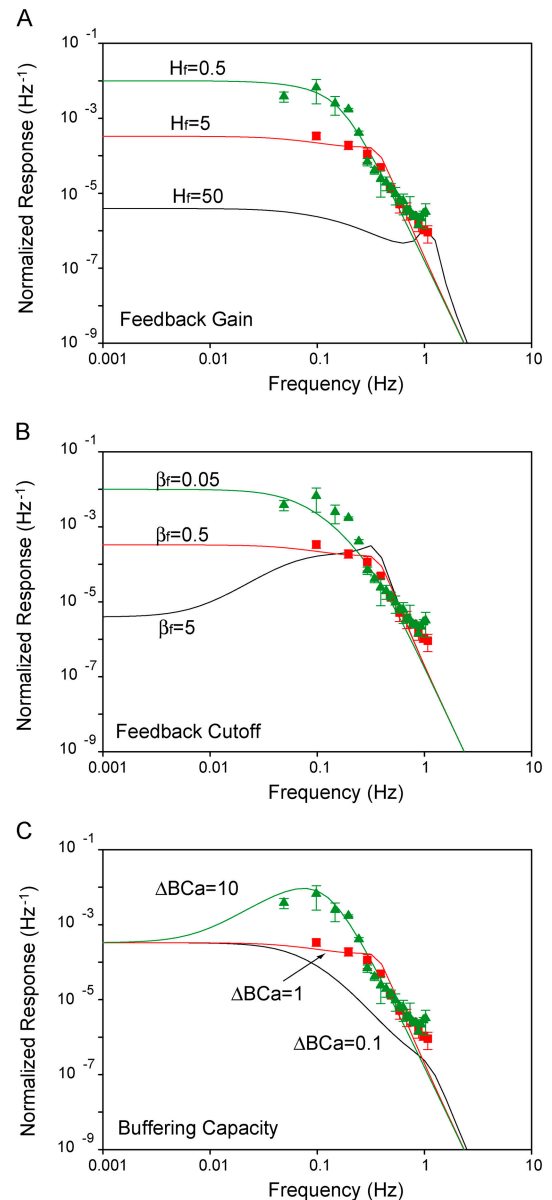 A
Normalized Response (Hz-1)
10 -1
10 -3
10 -5
10 -7
10 -9
Hf=0.5
Hf=5
Hf=50
Feedback Gain
0.001
0.01
0.1
1
10
Frequency (Hz)
B
Normalized Response (Hz-1)
10 -1
10 -3
10 -5
10 -7
10 -9
βf=0.05
βf=0.5
βf=5
Feedback Cutoff
0.001
0.01
0.1
1
10
Frequency (Hz)
C
Normalized Response (Hz-1)
10 -1
10 -3
10 -5
10 -7
10 -9
ΔBCa=10
ΔBCa=1
ΔBCa=0.1
Buffering Capacity
0.001
0.01
0.1
1
10
Frequency (Hz)